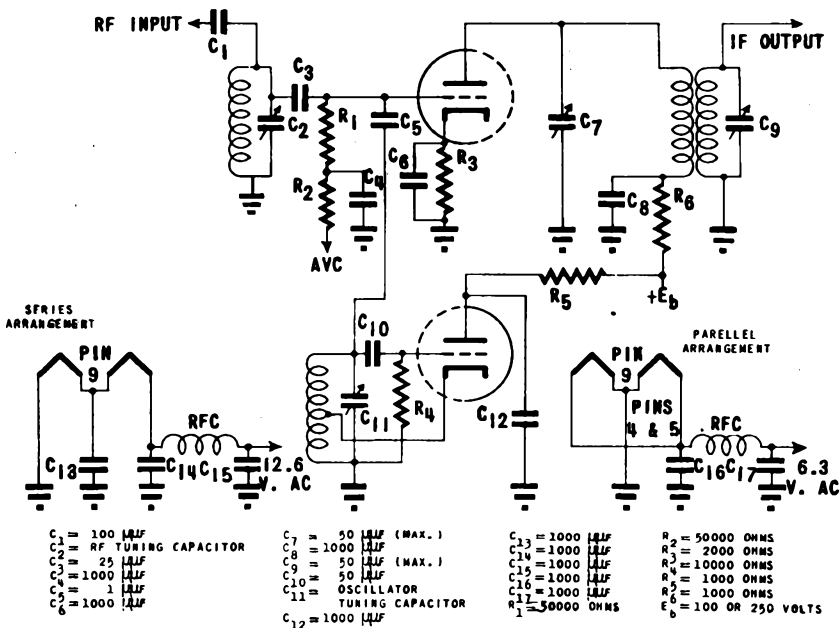 RF INPUT
C1
IF OUTPUT
C3
C2
R1
C5
C7
C9
C6
R3
R2
C4
C8
R6
AVC
R5
+Eb
SERIES
ARRANGEMENT
PIN
9
C10
C11
R4
C12
PARELLEL
ARRANGEMENT
PIN
9
PINS
4 & 5
RFC
C13
C14
C15
12.6
V. AC
RFC
C16
C17
6.3
V. AC
C1 = 100 μμF
C2 = RF TUNING CAPACITOR
C3 = 25 μμF
C4 = 1000 μμF
C5 = 1 μμF
C6 = 1000 μμF
C7 = 50 μμF (MAX.)
C8 = 1000 μμF
C9 = 50 μμF (MAX.)
C10 = 50 μμF
C11 = OSCILLATOR
TUNING CAPACITOR
C12 = 1000 μμF
C13 = 1000 μμF
C14 = 1000 μμF
C15 = 1000 μμF
C16 = 1000 μμF
C17 = 1000 μμF
R1 = 50000 OHMS
R2 = 50000 OHMS
R3 = 2000 OHMS
R4 = 10000 OHMS
R5 = 1000 OHMS
R6 = 1000 OHMS
Eb = 100 OR 250 VOLTS